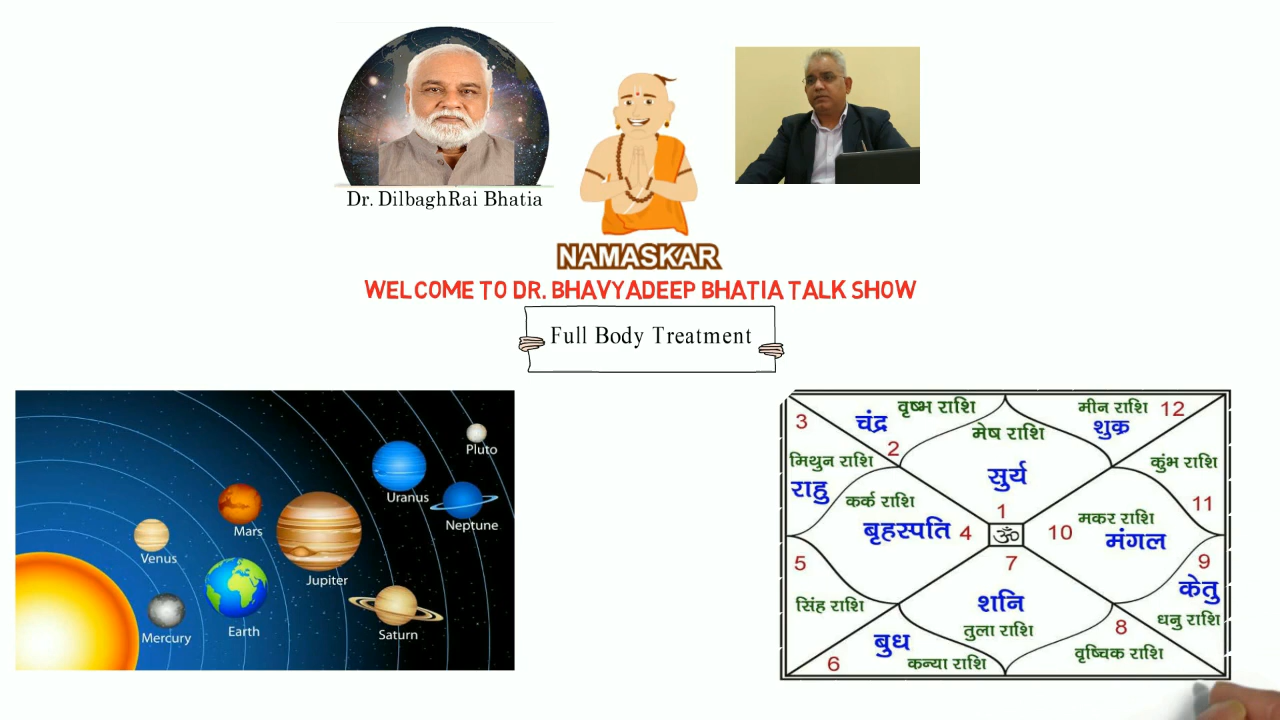 Dr. DilbaghRai Bhatia
NAMASKAR
WELCOME TO DR. BHAVYADEEP BHATIA TALK SHOW
Full Body Treatment
Pluto
Uranus
Neptune
Mars
Venus
Jupiter
Mercury
Earth
Saturn
3
चंद्र
वृष्भ राशि
2
मेष राशि
सुर्य
1
मीन राशि
12
शुक्र
मिथुन राशि
राहु
कर्क राशि
बृहस्पति
4
ॐ
कुंभ राशि
11
10
मकर राशि
मंगल
5
सिंह राशि
7
शनि
तुला राशि
9
केतु
धनु राशि
बुध
6
कन्या राशि
8
वृष्चिक राशि